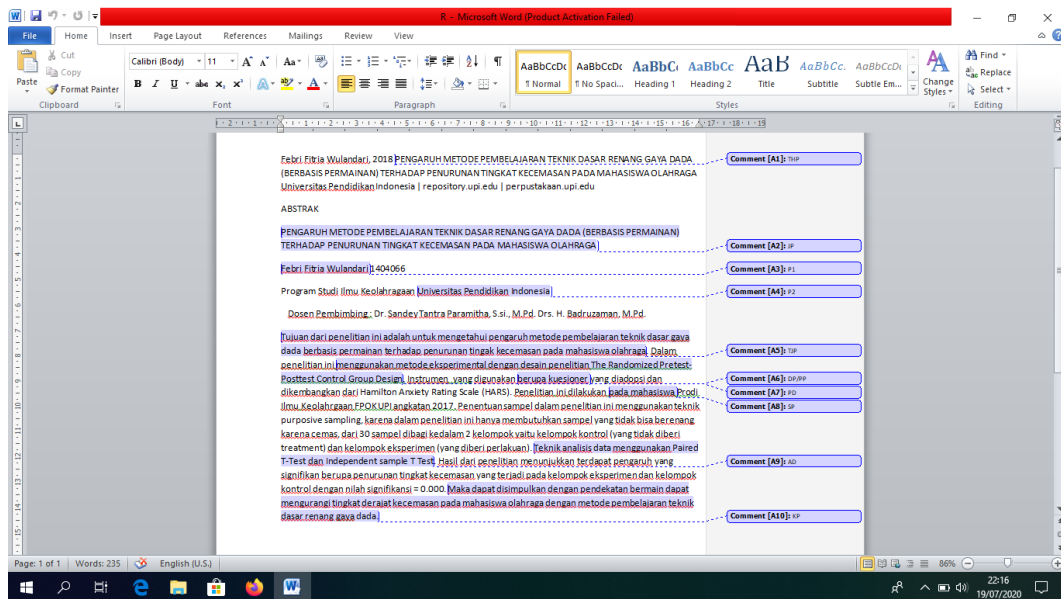 R - Microsoft Word (Product Activation Failed)
File Home Insert Page Layout References Mailings Review View
Cut
Copy
Format Painter
Paste
Clipboard
Calibri (Body) 11
Font
Paragraph
AaBbCcDc AaBbCcDc AaBbC AaBbCc AaB AaBbCc. AaBbCcDc
¶ Normal ¶ No Spaci... Heading 1 Heading 2 Title Subtitle Subtle Em...
Change Styles
Styles
Find
Replace
Select
Editing
Febri Fitria Wulandari, 2018 PENGARUH METODE PEMBELAJARAN TEKNIK DASAR RENANG GAYA DADA
(BERBASIS PERMAINAN) TERHADAP PENURUNAN TINGKAT KECEMASAN PADA MAHASISWA OLAHRAGA
Universitas Pendidikan Indonesia | repository.upi.edu | perpustakaan.upi.edu
Comment [A1]: THP
ABSTRAK
PENGARUH METODE PEMBELAJARAN TEKNIK DASAR RENANG GAYA DADA (BERBASIS PERMAINAN)
TERHADAP PENURUNAN TINGKAT KECEMASAN PADA MAHASISWA OLAHRAGA
Comment [A2]: JP
Febri Fitria Wulandari 1404066
Comment [A3]: P1
Program Studi Ilmu Keolahragaan Universitas Pendidikan Indonesia
Comment [A4]: P2
Dosen Pembimbing.: Dr. Sandey Tantra Paramitha, S.si., M.Pd. Drs. H. Badruzaman, M.Pd.
Tujuan dari penelitian ini adalah untuk mengetahui pengaruh metode pembelajaran teknik dasar gaya
dada berbasis permainan terhadap penurunan tingak kecemasan pada mahasiswa olahraga. Dalam
penelitian ini menggunakan metode eksperimental dengan desain penelitian The Randomized Pretest-
Posttest Control Group Design. Instrumen yang digunakan berupa kuesioner yang diadopsi dan
dikembangkan dari Hamilton Anxiety Rating Scale (HARS). Penelitian ini dilakukan pada mahasiswa Prodi
Ilmu Keolahrgaan FPOK UPI angkatan 2017. Penentuan sampel dalam penelitian ini menggunakan teknik
purposive sampling, karena dalam penelitian ini hanya membutuhkan sampel yang tidak bisa berenang
karena cemas, dari 30 sampel dibagi kedalam 2 kelompok yaitu kelompok kontrol (yang tidak diberi
treatment) dan kelompok eksperimen (yang diberi perlakuan). Teknik analisis data menggunakan Paired
T-Test dan Independent sample T Test. Hasil dari penelitian menunjukkan terdapat pengaruh yang
signifikan berupa penurunan tingkat kecemasan yang terjadi pada kelompok eksperimen dan kelompok
kontrol dengan nilah signifikansi = 0.000. Maka dapat disimpulkan dengan pendekatan bermain dapat
mengurangi tingkat derajat kecemasan pada mahasiswa olahraga dengan metode pembelajaran teknik
dasar renang gaya dada.
Comment [A5]: TJP
Comment [A6]: DP/PP
Comment [A7]: PD
Comment [A8]: SP
Comment [A9]: AD
Comment [A10]: KP
Page: 1 of 1 Words: 235 English (U.S.) 86%
22:16
19/07/2020